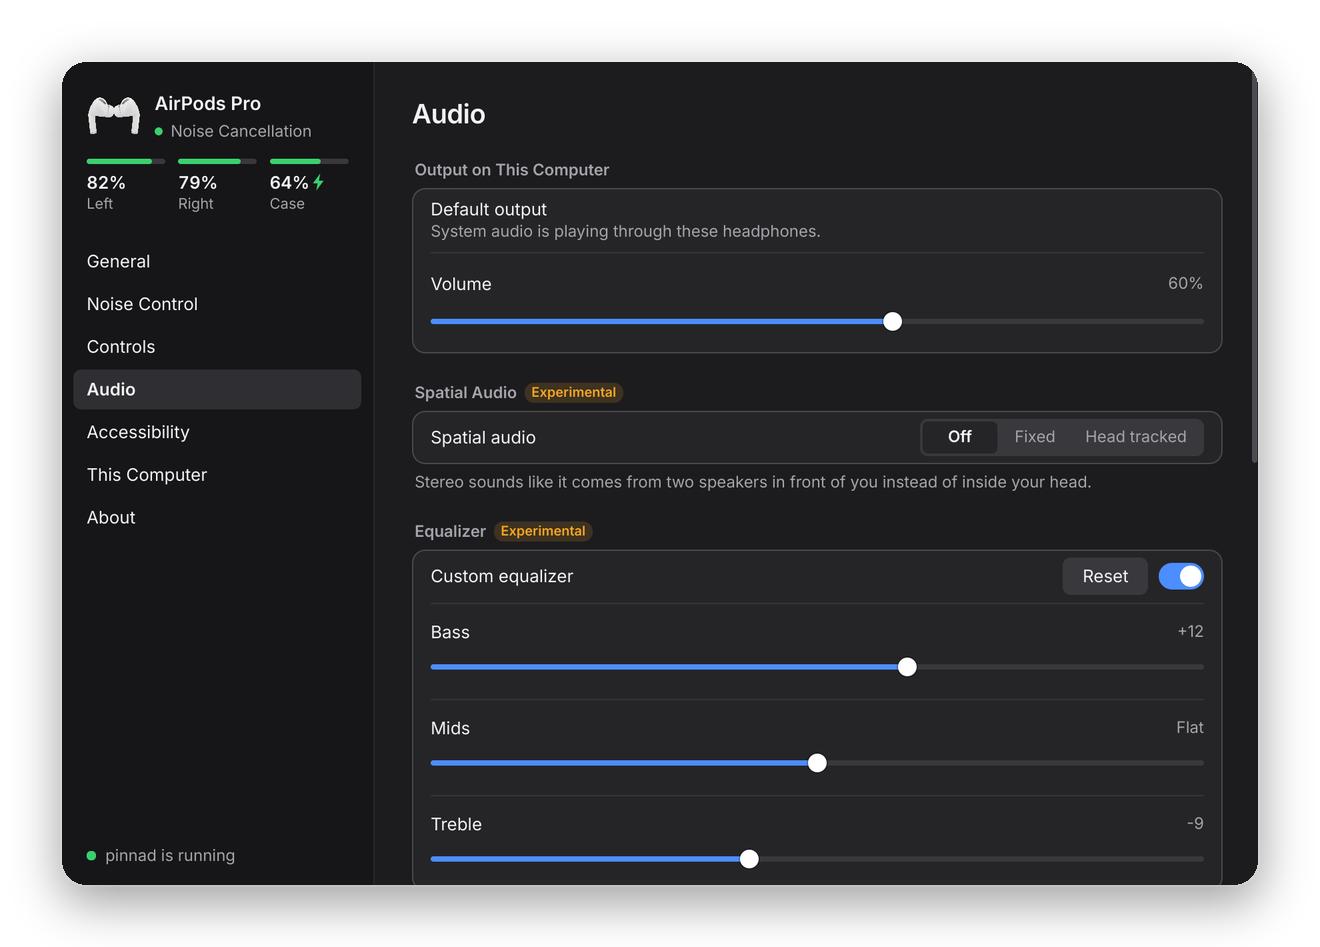 AirPods Pro
Noise Cancellation
82% 79% 64%
Left Right Case
General
Noise Control
Controls
Audio
Accessibility
This Computer
About
pinnad is running
Audio
Output on This Computer
Default output
System audio is playing through these headphones.
Volume 60%
Spatial Audio Experimental
Spatial audio Off Fixed Head tracked
Stereo sounds like it comes from two speakers in front of you instead of inside your head.
Equalizer Experimental
Custom equalizer Reset
Bass +12
Mids Flat
Treble -9